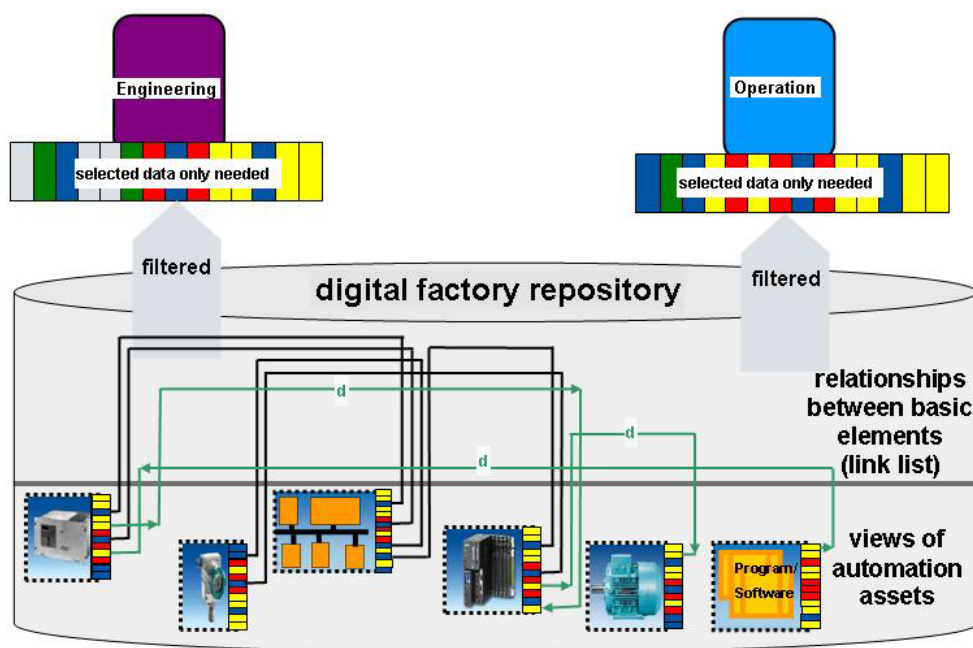 Engineering
Operation
selected data only needed
selected data only needed
filtered
filtered
digital factory repository
relationships
between basic
elements
(link list)
d
d
d
views of
automation
assets
Program/
Software